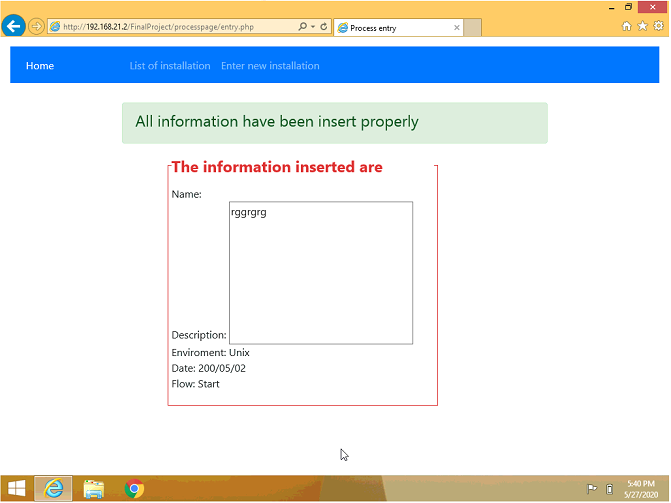 http://192.168.21.2/FinalProject/processpage/entry.php
Process entry
Home
List of installation
Enter new installation
All information have been insert properly
The information inserted are
Name:
rggrgrg
Description:
Enviroment: Unix
Date: 200/05/02
Flow: Start
5:40 PM
5/27/2020